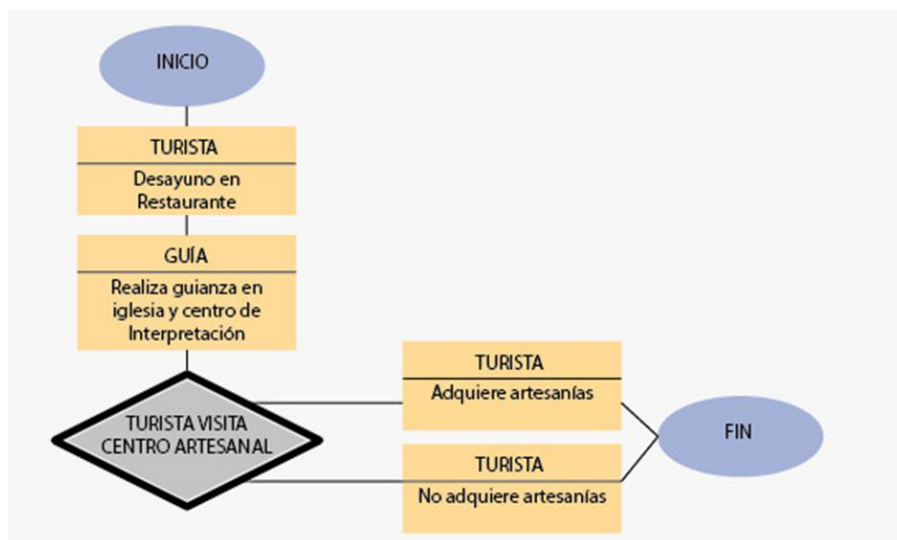 INICIO
TURISTA
Desayuno en
Restaurante
GUÍA
Realiza guianza en
iglesia y centro de
Interpretación
TURISTA VISITA
CENTRO ARTESANAL
TURISTA
Adquiere artesanías
TURISTA
No adquiere artesanías
FIN